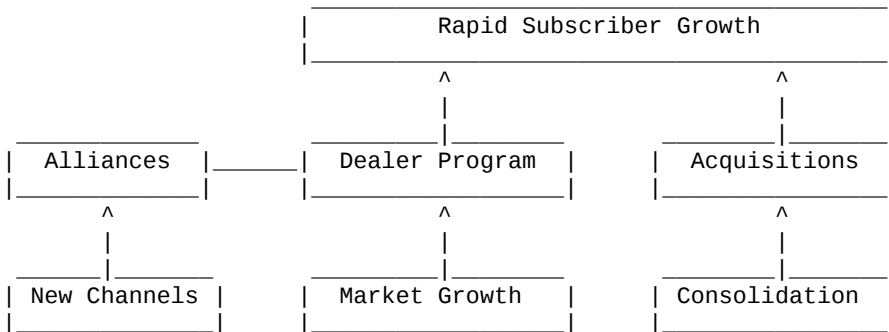 Rapid Subscriber Growth
Alliances Dealer Program Acquisitions
New Channels Market Growth Consolidation